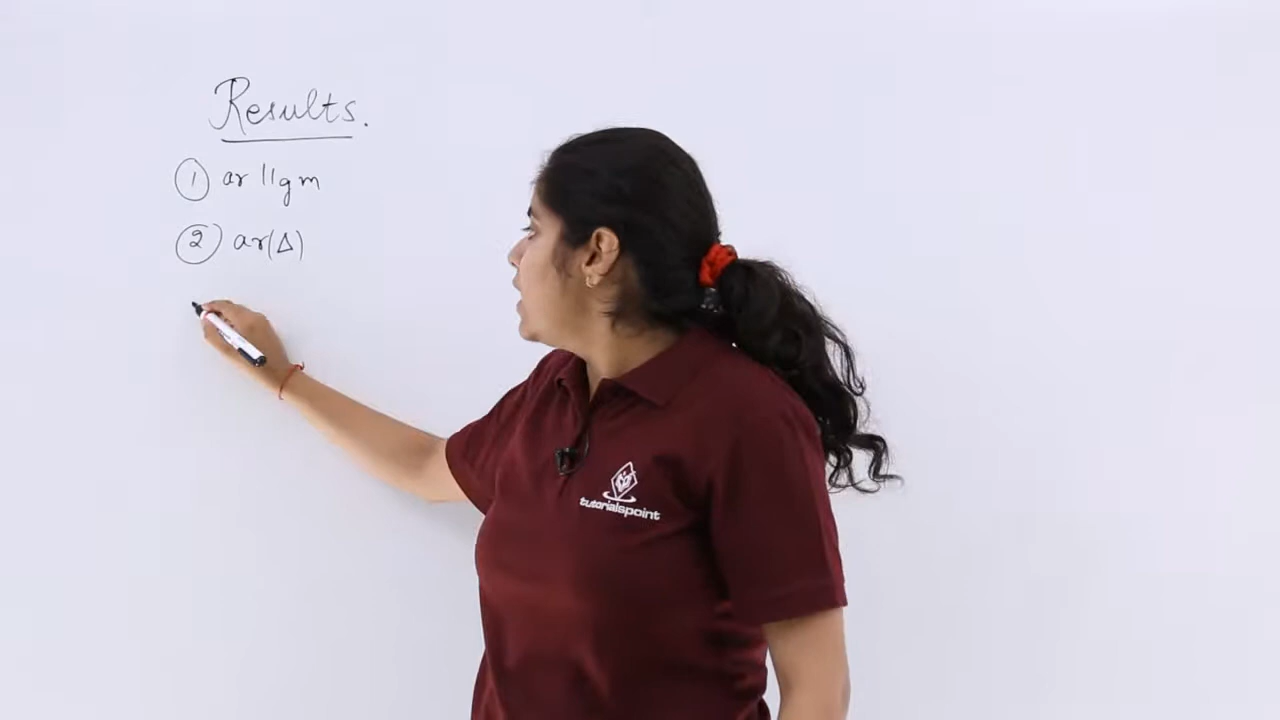 Results.
① ar ||gm
② ar(Δ)
tutorialspoint